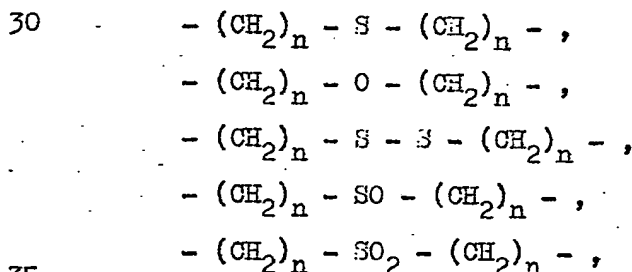 30 - (CH₂)ₙ - S - (CH₂)ₙ - ,
- (CH₂)ₙ - O - (CH₂)ₙ - ,
- (CH₂)ₙ - S - S - (CH₂)ₙ - ,
- (CH₂)ₙ - SO - (CH₂)ₙ - ,
- (CH₂)ₙ - SO₂ - (CH₂)ₙ - ,
35